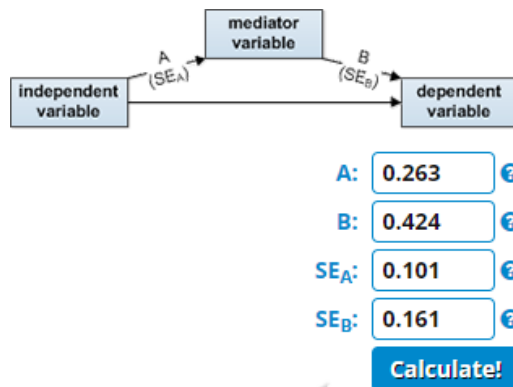 mediator
variable
A
(SEA)
B
(SEB)
independent
variable
dependent
variable
A: 0.263 ?
B: 0.424 ?
SEA: 0.101 ?
SEB: 0.161 ?
Calculate!